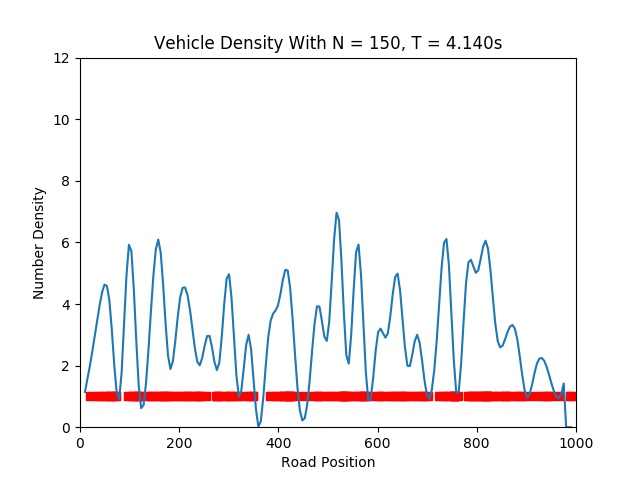 Vehicle Density With N = 150, T = 4.140s
12
10
8
6
4
2
0
Number Density
0 200 400 600 800 1000
Road Position